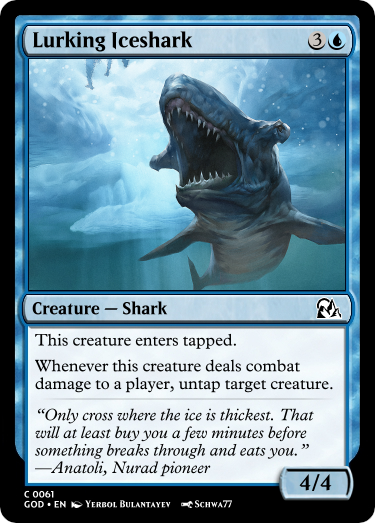 Lurking Iceshark 3
Creature — Shark
This creature enters tapped.
Whenever this creature deals combat
damage to a player, untap target creature.
“Only cross where the ice is thickest. That
will at least buy you a few minutes before
something breaks through and eats you.”
—Anatoli, Nurad pioneer
4/4
C 0061
GOD • EN Yerbol Bulantayev Schwa77